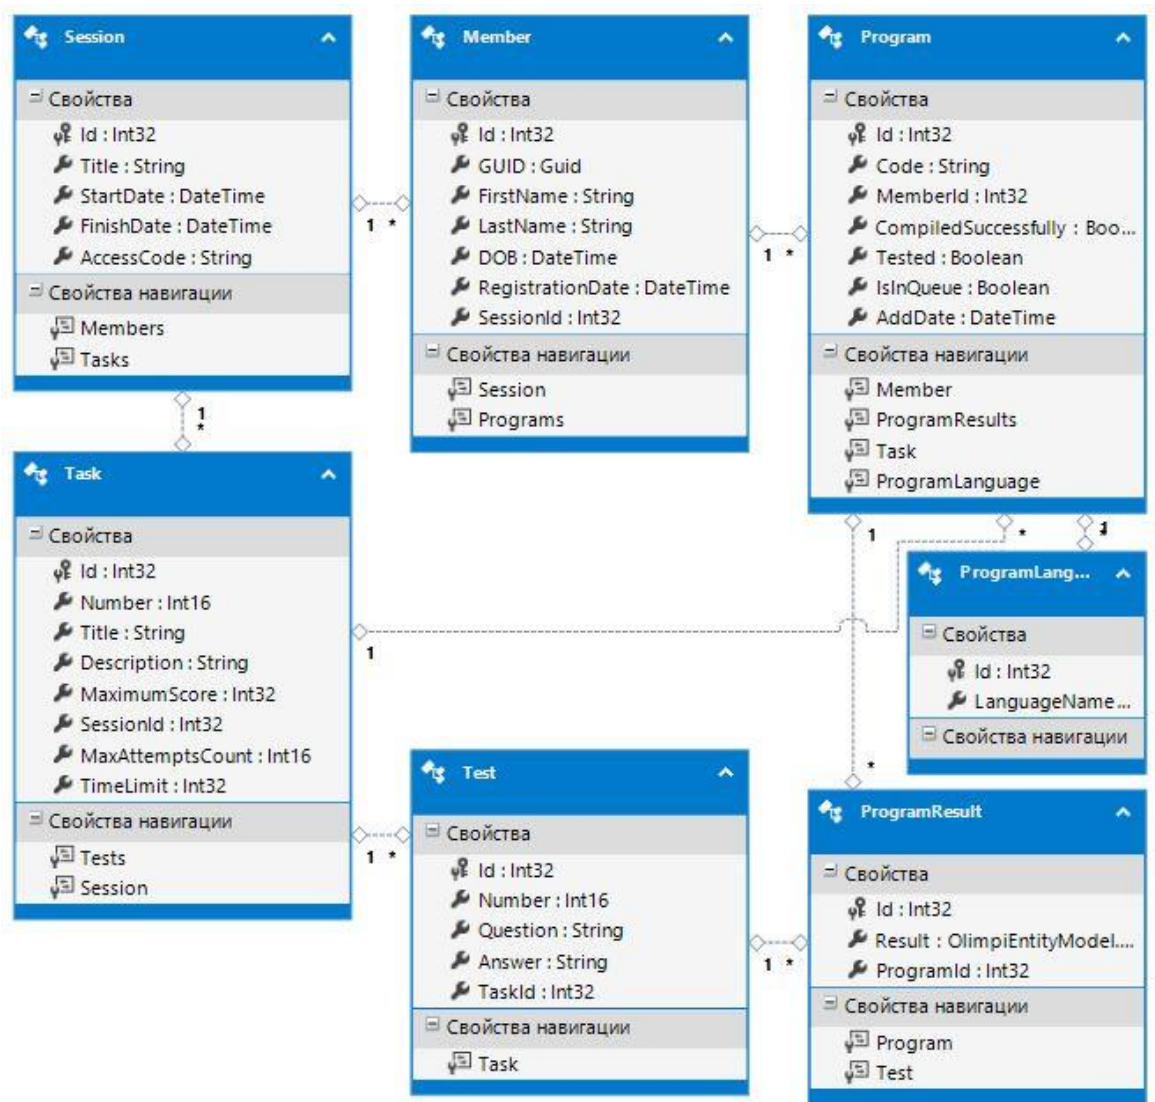 Session
Свойства
Id : Int32
Title : String
StartDate : DateTime
FinishDate : DateTime
AccessCode : String
Свойства навигации
Members
Tasks
1 *
Member
Свойства
Id : Int32
GUID : Guid
FirstName : String
LastName : String
DOB : DateTime
RegistrationDate : DateTime
SessionId : Int32
Свойства навигации
Session
Programs
1 *
Program
Свойства
Id : Int32
Code : String
MemberId : Int32
CompiledSuccessfully : Boo...
Tested : Boolean
IsInQueue : Boolean
AddDate : DateTime
Свойства навигации
Member
ProgramResults
Task
ProgramLanguage
1
*
Task
Свойства
Id : Int32
Number : Int16
Title : String
Description : String
MaximumScore : Int32
SessionId : Int32
MaxAttemptsCount : Int16
TimeLimit : Int32
Свойства навигации
Tests
Session
1
*
1
*
1 *
Test
Свойства
Id : Int32
Number : Int16
Question : String
Answer : String
TaskId : Int32
Свойства навигации
Task
1 *
ProgramLang...
Свойства
Id : Int32
LanguageName...
Свойства навигации
ProgramResult
Свойства
Id : Int32
Result : OlimpiEntityModel....
ProgramId : Int32
Свойства навигации
Program
Test